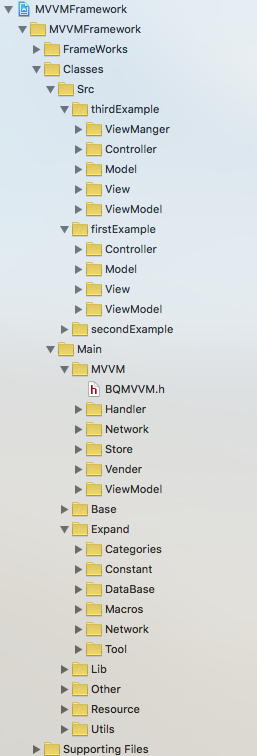 MVVMFramework
MVVMFramework
FrameWorks
Classes
Src
thirdExample
ViewManger
Controller
Model
View
ViewModel
firstExample
Controller
Model
View
ViewModel
secondExample
Main
MVVM
h BQMVVM.h
Handler
Network
Store
Vender
ViewModel
Base
Expand
Categories
Constant
DataBase
Macros
Network
Tool
Lib
Other
Resource
Utils
Supporting Files